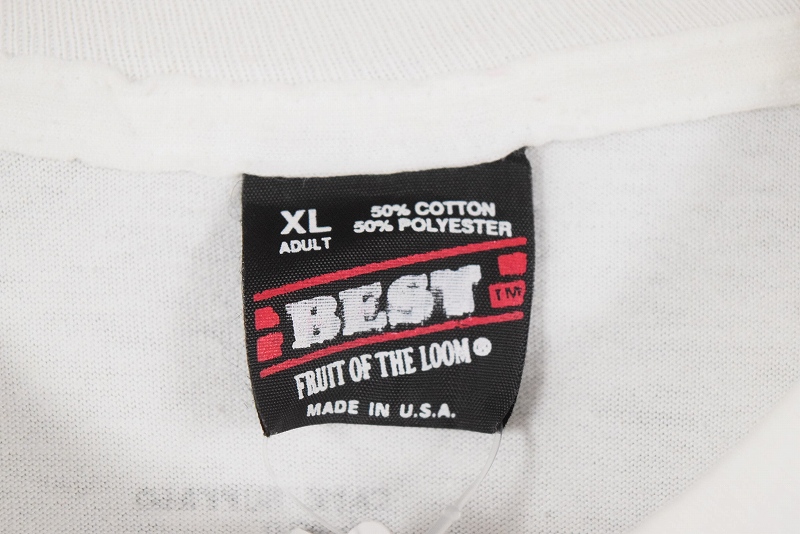 XL
ADULT
50% COTTON
50% POLYESTER
BEST
TM
FRUIT OF THE LOOM®
MADE IN U.S.A.